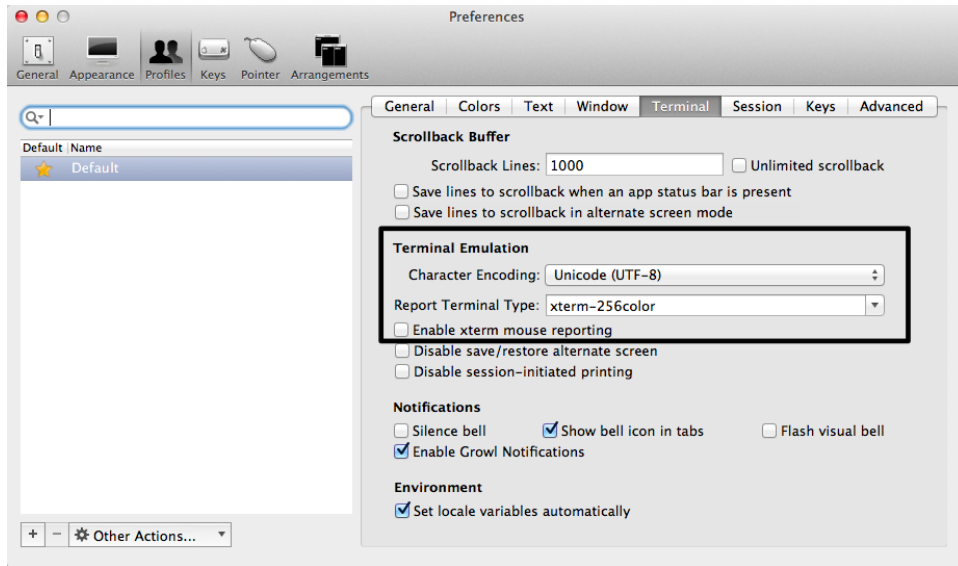 Preferences
General Appearance Profiles Keys Pointer Arrangements
General Colors Text Window Terminal Session Keys Advanced
Default Name
Default
Scrollback Buffer
Scrollback Lines: 1000 Unlimited scrollback
Save lines to scrollback when an app status bar is present
Save lines to scrollback in alternate screen mode
Terminal Emulation
Character Encoding: Unicode (UTF-8)
Report Terminal Type: xterm-256color
Enable xterm mouse reporting
Disable save/restore alternate screen
Disable session-initiated printing
Notifications
Silence bell Show bell icon in tabs Flash visual bell
Enable Growl Notifications
Environment
Set locale variables automatically
+ - Other Actions...